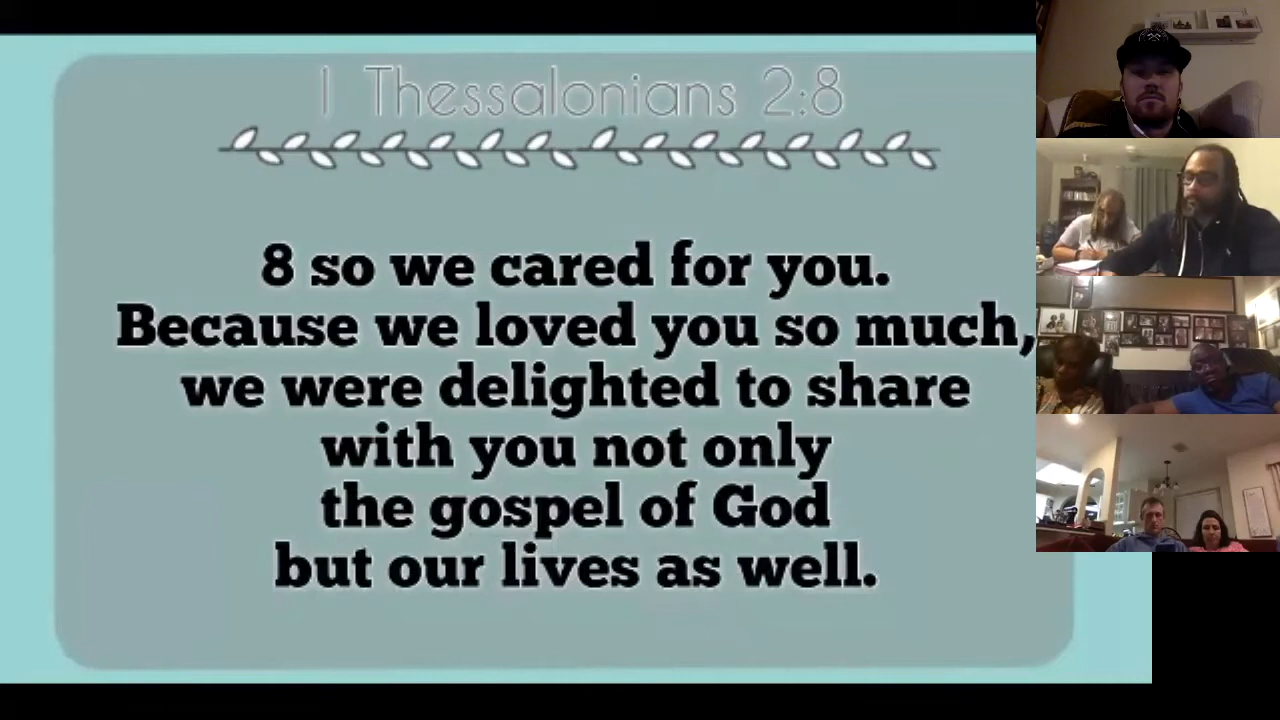 1 Thessalonians 2:8
8 so we cared for you.
Because we loved you so much,
we were delighted to share
with you not only
the gospel of God
but our lives as well.